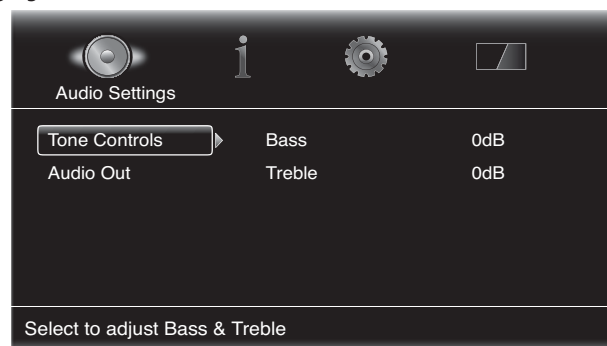 Audio Settings
Tone Controls Bass 0dB
Audio Out Treble 0dB
Select to adjust Bass & Treble